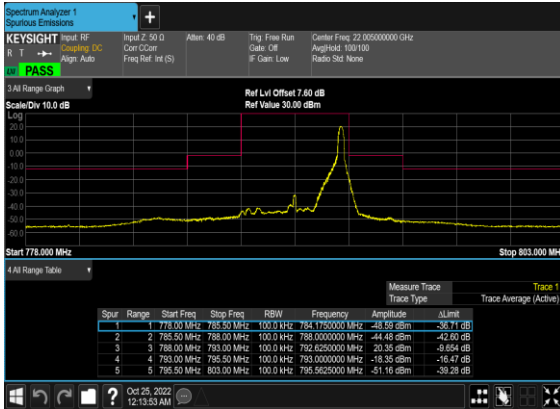 Spectrum Analyzer 1
Spurious Emissions
+
KEYSIGHT Input: RF Input Z: 50 Ω Atten: 40 dB Trig: Free Run Center Freq: 22.005000000 GHz
R T Coupling: DC Corr CCorr Gate: Off Avg|Hold: 100/100
Align: Auto Freq Ref: Int (S) IF Gain: Low Radio Std: None
PASS
3 All Range Graph
Ref Lvl Offset 7.60 dB
Scale/Div 10.0 dB Ref Value 30.00 dBm
Log
20.0
10.0
0.00
-10.0
-20.0
-30.0
-40.0
-50.0
-60.0
Start 778.000 MHz Stop 803.000 MHz
4 All Range Table
Measure Trace Trace 1
Trace Type Trace Average (Active)
Spur Range Start Freq Stop Freq RBW Frequency Amplitude ΔLimit
1 1 778.00 MHz 785.50 MHz 100.0 kHz 784.1750000 MHz -48.59 dBm -36.71 dB
2 2 785.50 MHz 788.00 MHz 100.0 kHz 788.0000000 MHz -44.48 dBm -42.60 dB
3 3 788.00 MHz 793.00 MHz 100.0 kHz 792.6250000 MHz 20.35 dBm -9.654 dB
4 4 793.00 MHz 795.50 MHz 100.0 kHz 793.0000000 MHz -18.35 dBm -16.47 dB
5 5 795.50 MHz 803.00 MHz 100.0 kHz 795.5625000 MHz -51.16 dBm -39.28 dB
?
Oct 25, 2022
12:13:53 AM